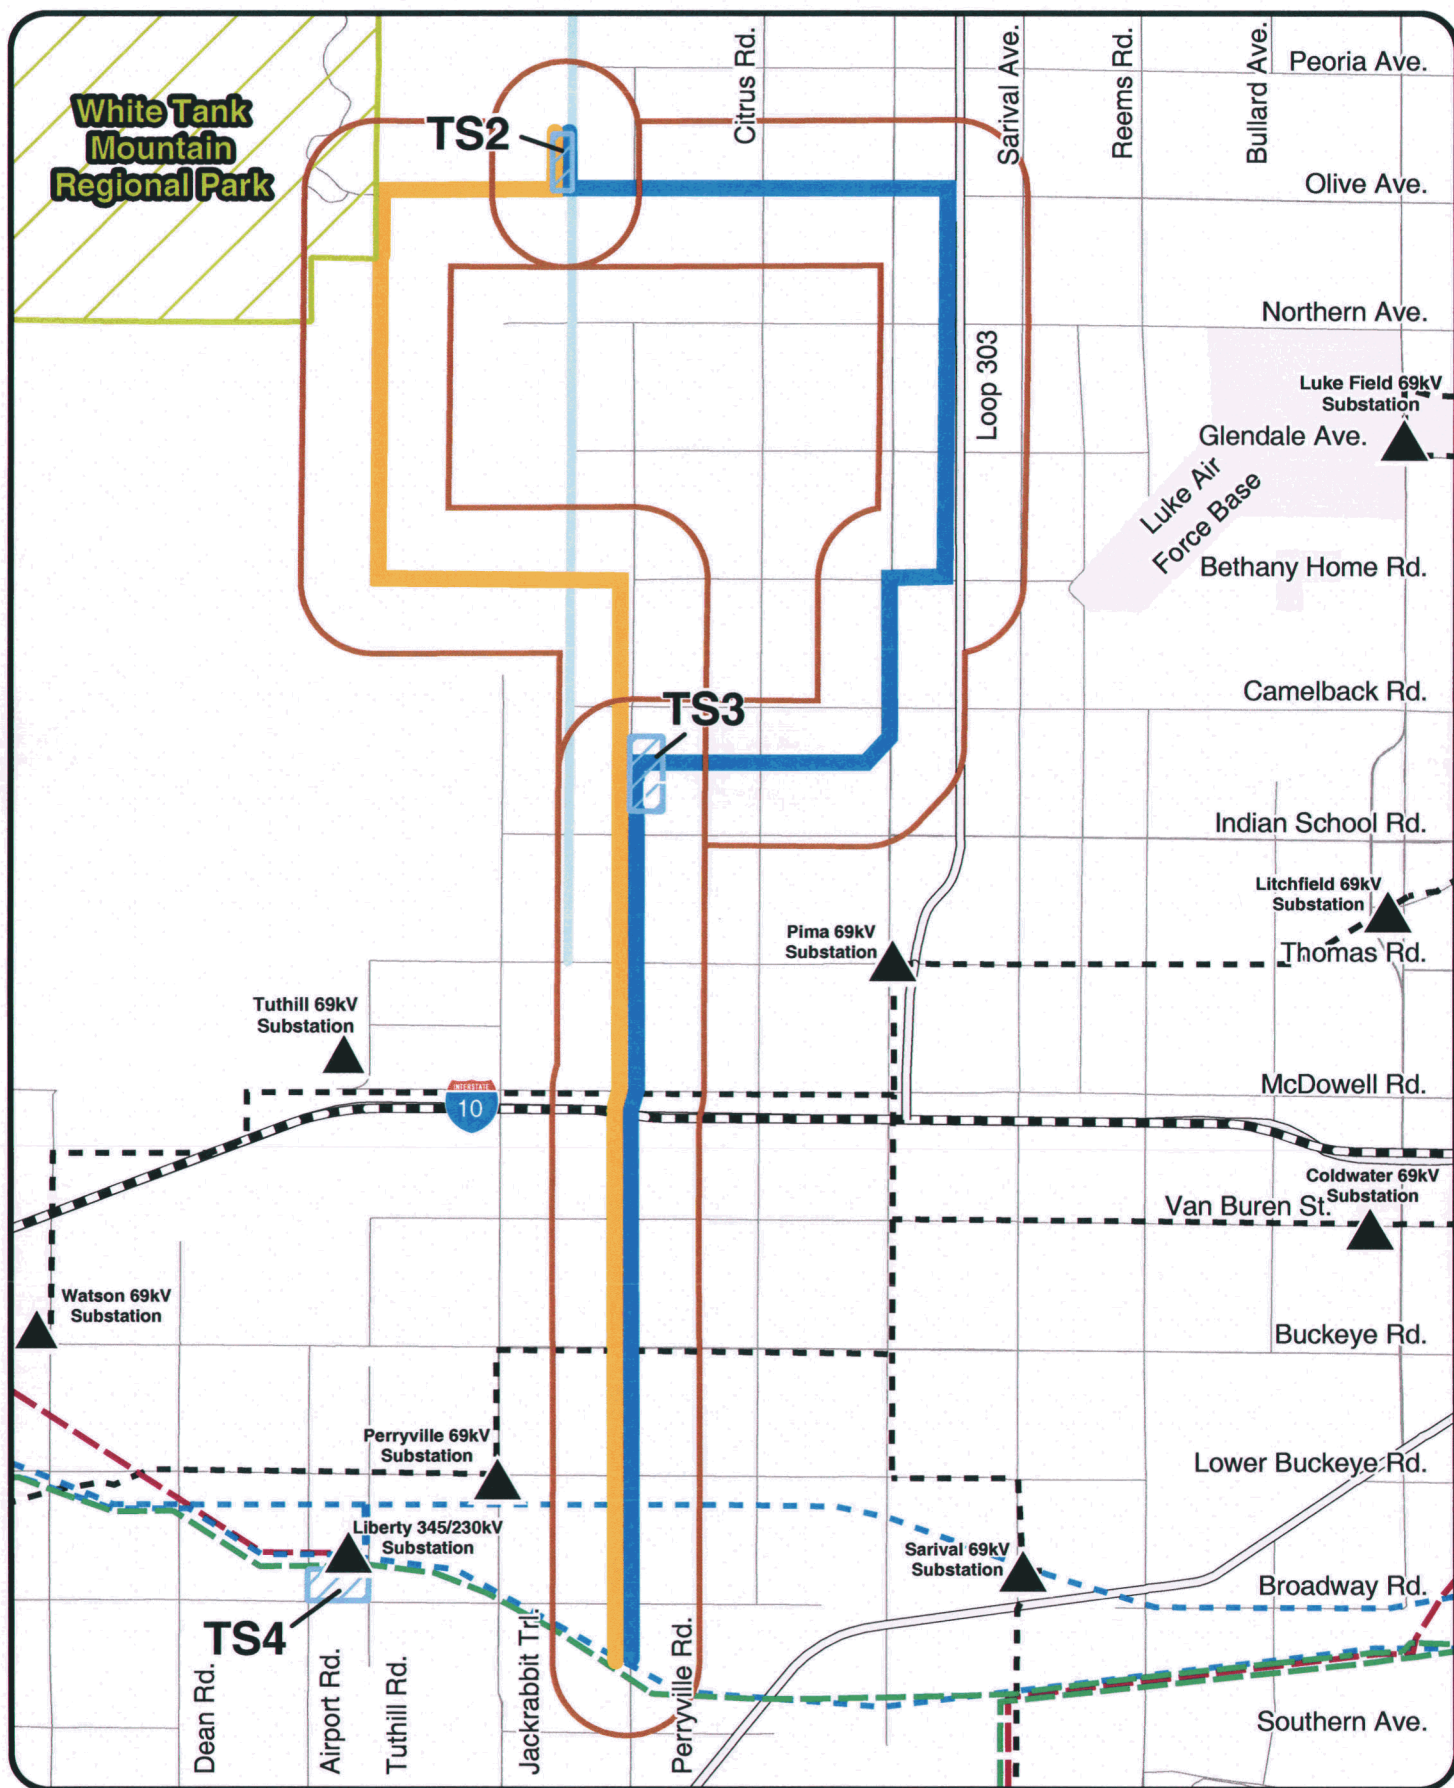 Peoria Ave.
Citrus Rd.
Sarival Ave.
Reems Rd.
Bullard Ave.
White Tank
Mountain
Regional Park
TS2
Olive Ave.
Northern Ave.
Loop 303
Luke Field 69kV
Substation
Glendale Ave.
Luke Air
Force Base
Bethany Home Rd.
Camelback Rd.
TS3
Indian School Rd.
Litchfield 69kV
Substation
Pima 69kV
Substation
Thomas Rd.
Tuthill 69kV
Substation
McDowell Rd.
INTERSTATE
10
Coldwater 69kV
Substation
Van Buren St.
Watson 69kV
Substation
Buckeye Rd.
Perryville 69kV
Substation
Lower Buckeye Rd.
Liberty 345/230kV
Substation
Sarival 69kV
Substation
Broadway Rd.
TS4
Dean Rd.
Airport Rd.
Tuthill Rd.
Jackrabbit Trl.
Perryville Rd.
Southern Ave.